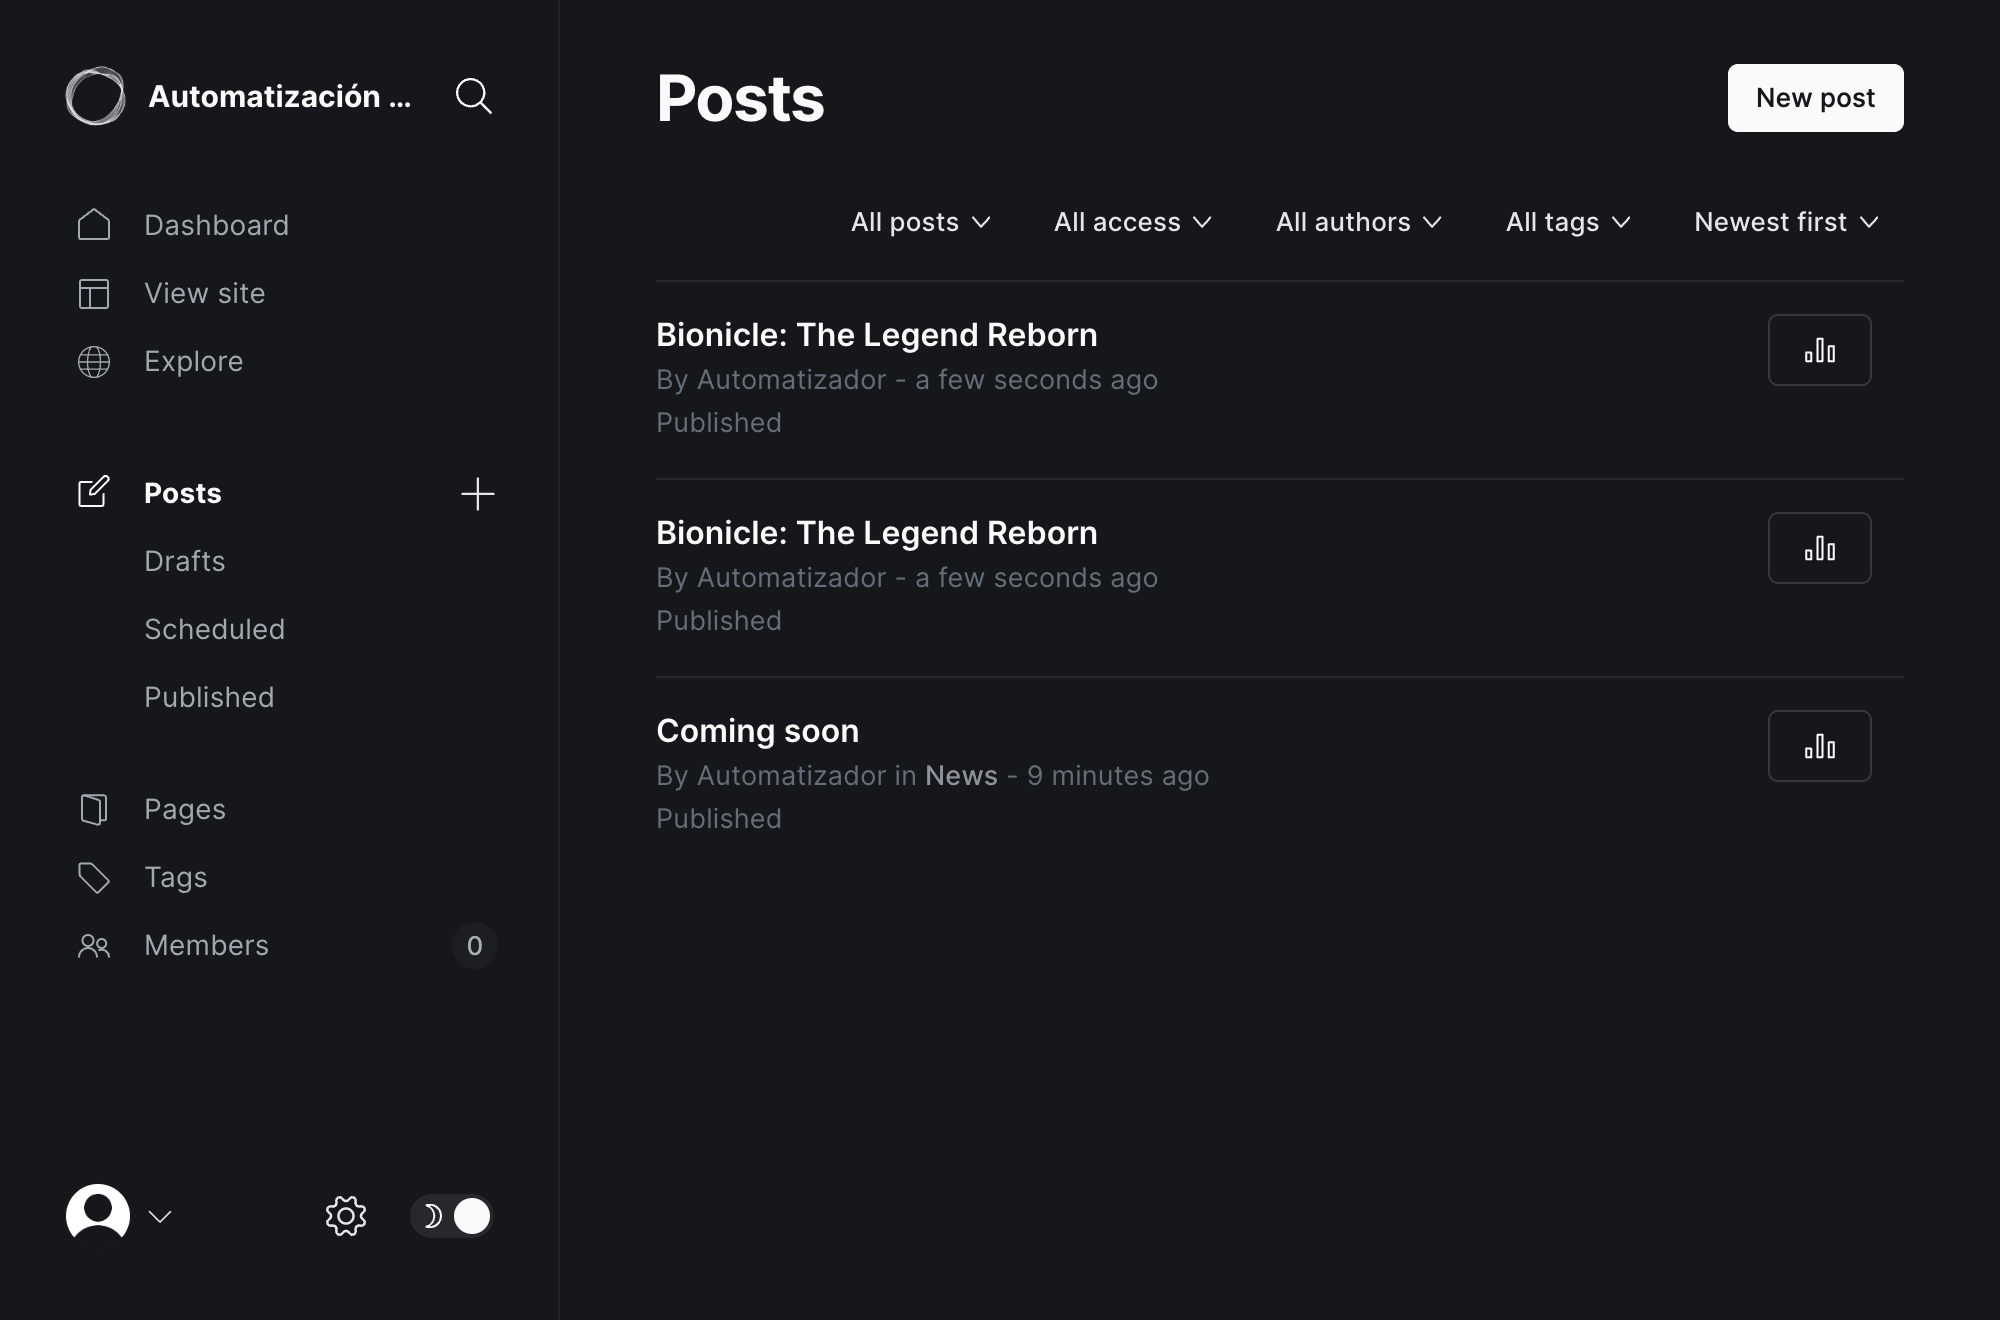 Automatización ...
Dashboard
View site
Explore
Posts
Drafts
Scheduled
Published
Pages
Tags
Members 0
Posts
New post
All posts All access All authors All tags Newest first
Bionicle: The Legend Reborn
By Automatizador - a few seconds ago
Published
Bionicle: The Legend Reborn
By Automatizador - a few seconds ago
Published
Coming soon
By Automatizador in News - 9 minutes ago
Published